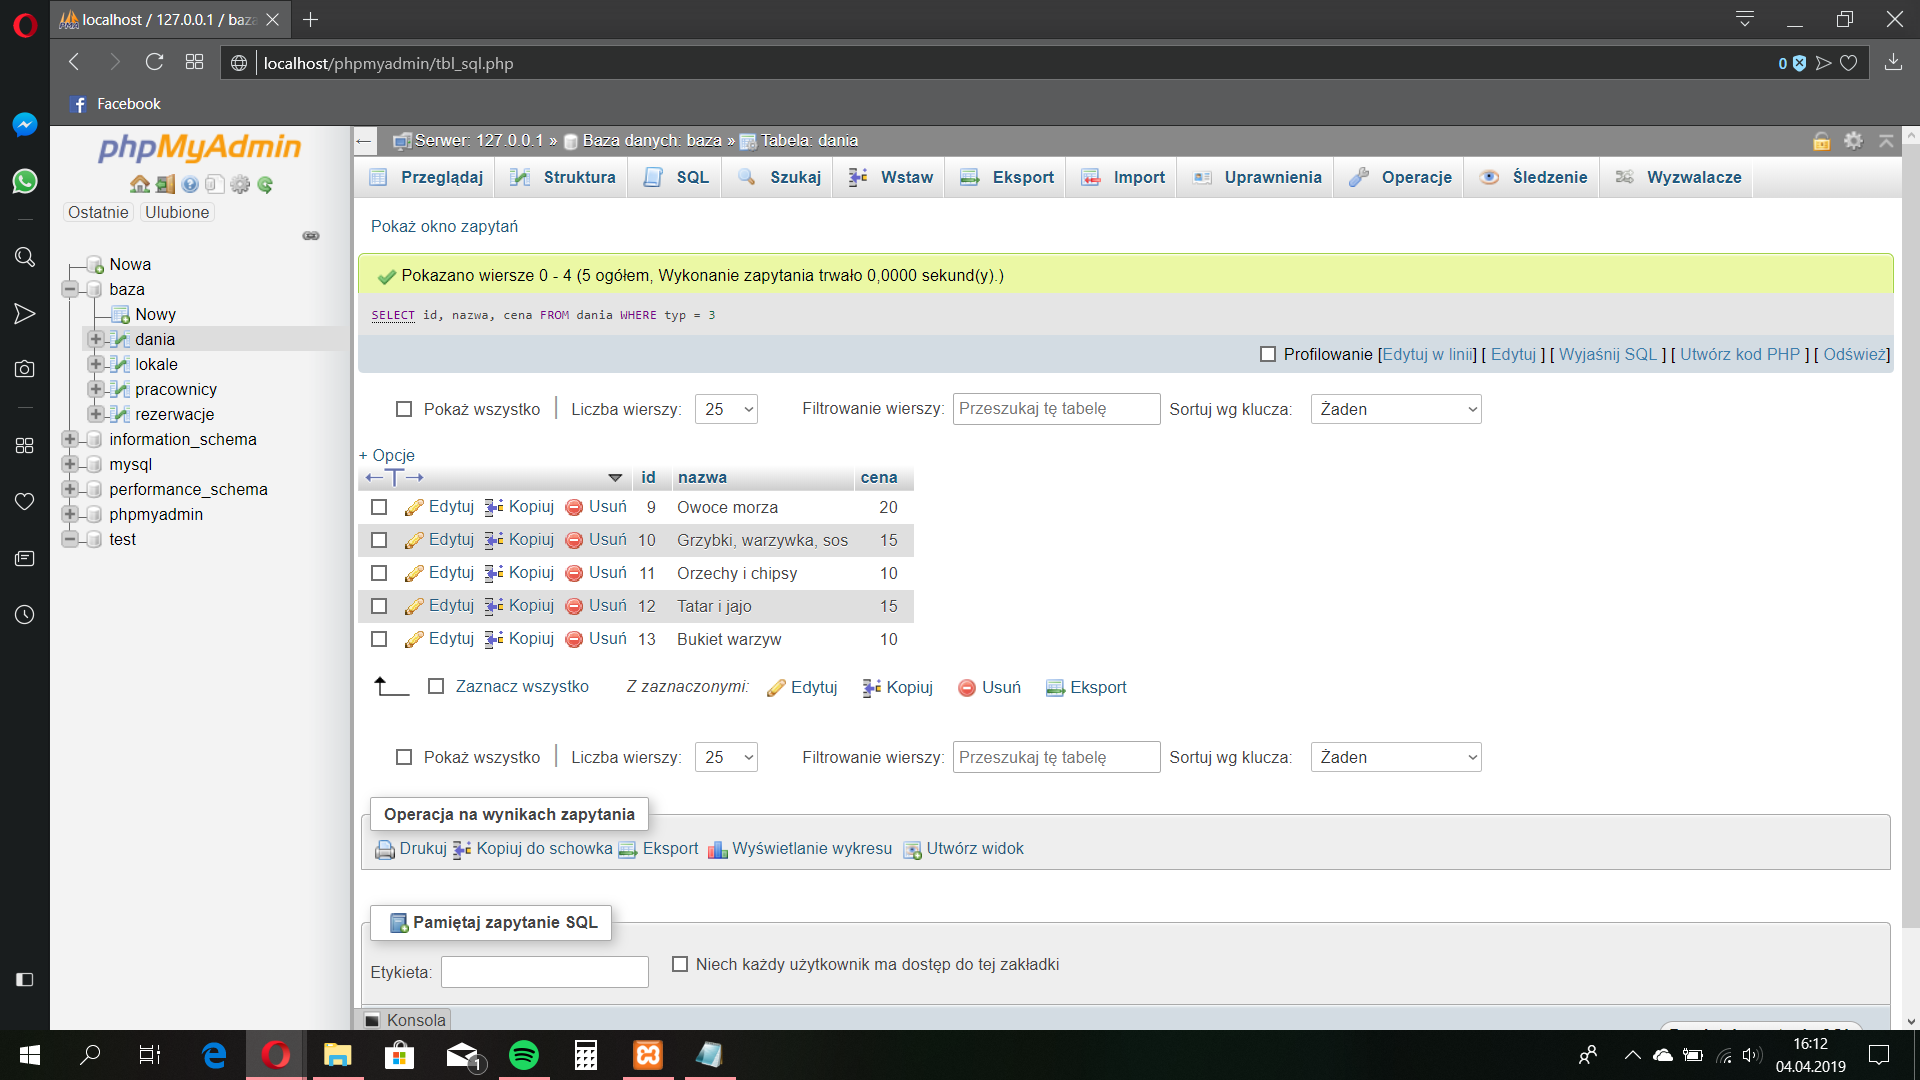 localhost / 127.0.0.1 / baza
localhost/phpmyadmin/tbl_sql.php
0
Facebook
phpMyAdmin
Ostatnie
Ulubione
Nowa
baza
Nowy
dania
lokale
pracownicy
rezerwacje
information_schema
mysql
performance_schema
phpmyadmin
test
Serwer: 127.0.0.1 » Baza danych: baza » Tabela: dania
Przeglądaj Struktura SQL Szukaj Wstaw Eksport Import Uprawnienia Operacje Śledzenie Wyzwalacze
Pokaż okno zapytań
Pokazano wiersze 0 - 4 (5 ogółem, Wykonanie zapytania trwało 0,0000 sekund(y).)
SELECT id, nazwa, cena FROM dania WHERE typ = 3
Profilowanie [Edytuj w linii] [ Edytuj ] [ Wyjaśnij SQL ] [ Utwórz kod PHP ] [ Odśwież]
Pokaż wszystko | Liczba wierszy: 25 Filtrowanie wierszy: Przeszukaj tę tabelę Sortuj wg klucza: Żaden
+ Opcje
←T→ id nazwa cena
Edytuj Kopiuj Usuń 9 Owoce morza 20
Edytuj Kopiuj Usuń 10 Grzybki, warzywka, sos 15
Edytuj Kopiuj Usuń 11 Orzechy i chipsy 10
Edytuj Kopiuj Usuń 12 Tatar i jajo 15
Edytuj Kopiuj Usuń 13 Bukiet warzyw 10
Zaznacz wszystko Z zaznaczonymi: Edytuj Kopiuj Usuń Eksport
Pokaż wszystko | Liczba wierszy: 25 Filtrowanie wierszy: Przeszukaj tę tabelę Sortuj wg klucza: Żaden
Operacja na wynikach zapytania
Drukuj Kopiuj do schowka Eksport Wyświetlanie wykresu Utwórz widok
Pamiętaj zapytanie SQL
Etykieta: Niech każdy użytkownik ma dostęp do tej zakładki
Konsola
1
16:12
04.04.2019